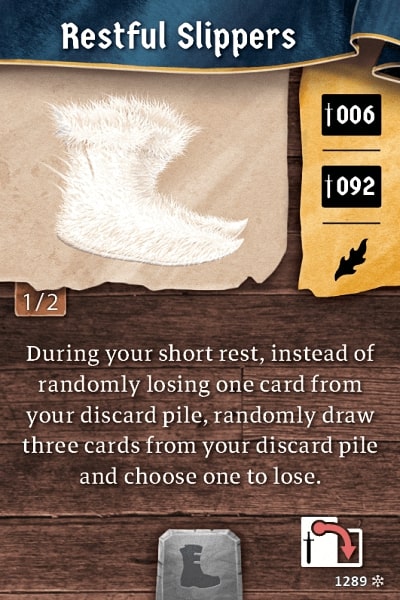 Restful Slippers
006
092
1/2
During your short rest, instead of
randomly losing one card from
your discard pile, randomly draw
three cards from your discard pile
and choose one to lose.
1289